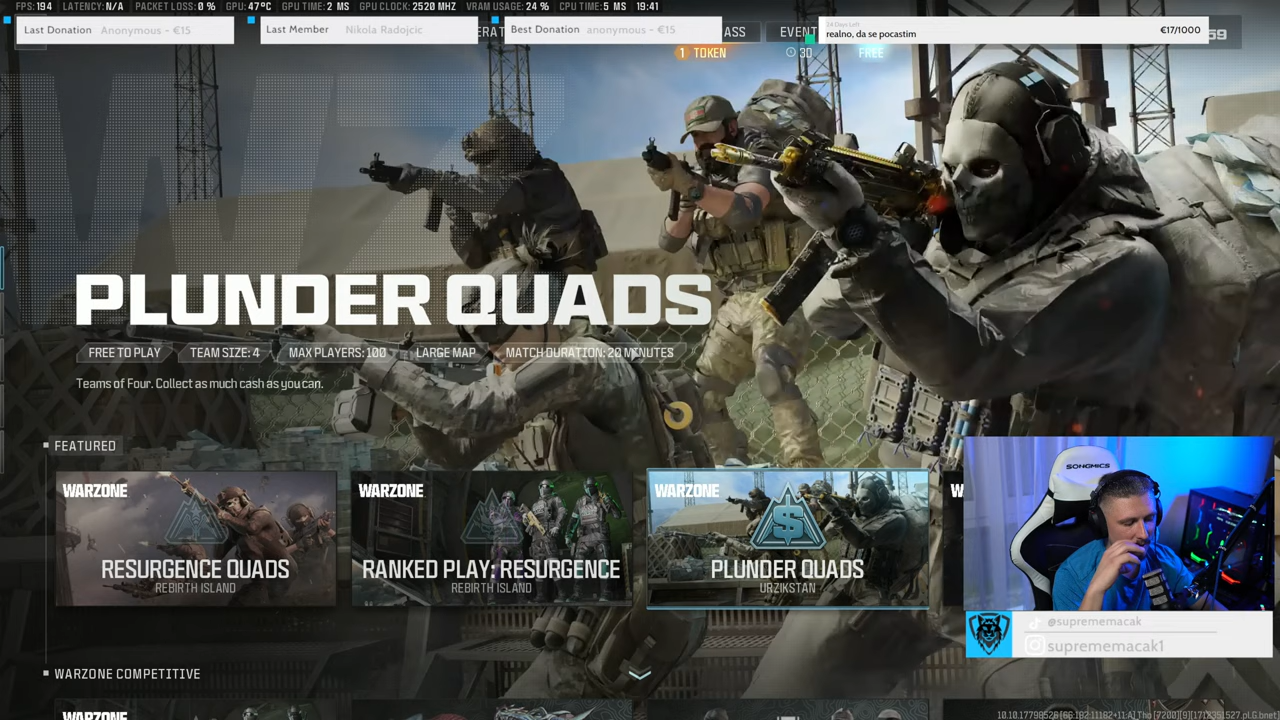 FPS: 194 LATENCY: N/A PACKET LOSS: 0 % GPU: 47°C GPU TIME: 2 MS GPU CLOCK: 2520 MHZ VRAM USAGE: 24 % CPU TIME: 5 MS 19:41
Last Donation Anonymous - €15
Last Member Nikola Radojcic
Best Donation anonymous - €15
ASS
EVENT
24 Days Left
realno, da se pocastim €17/1000
59
1 TOKEN
30
FREE
WZ
PLUNDER QUADS
FREE TO PLAY TEAM SIZE: 4 MAX PLAYERS: 100 LARGE MAP MATCH DURATION: 20 MINUTES
Teams of Four. Collect as much cash as you can.
FEATURED
WARZONE
RESURGENCE QUADS
REBIRTH ISLAND
WARZONE
RANKED PLAY: RESURGENCE
REBIRTH ISLAND
WARZONE
PLUNDER QUADS
URZIKSTAN
W
SONGMICS
@suprememacak
suprememacak1
WARZONE COMPETITIVE
WARZONE